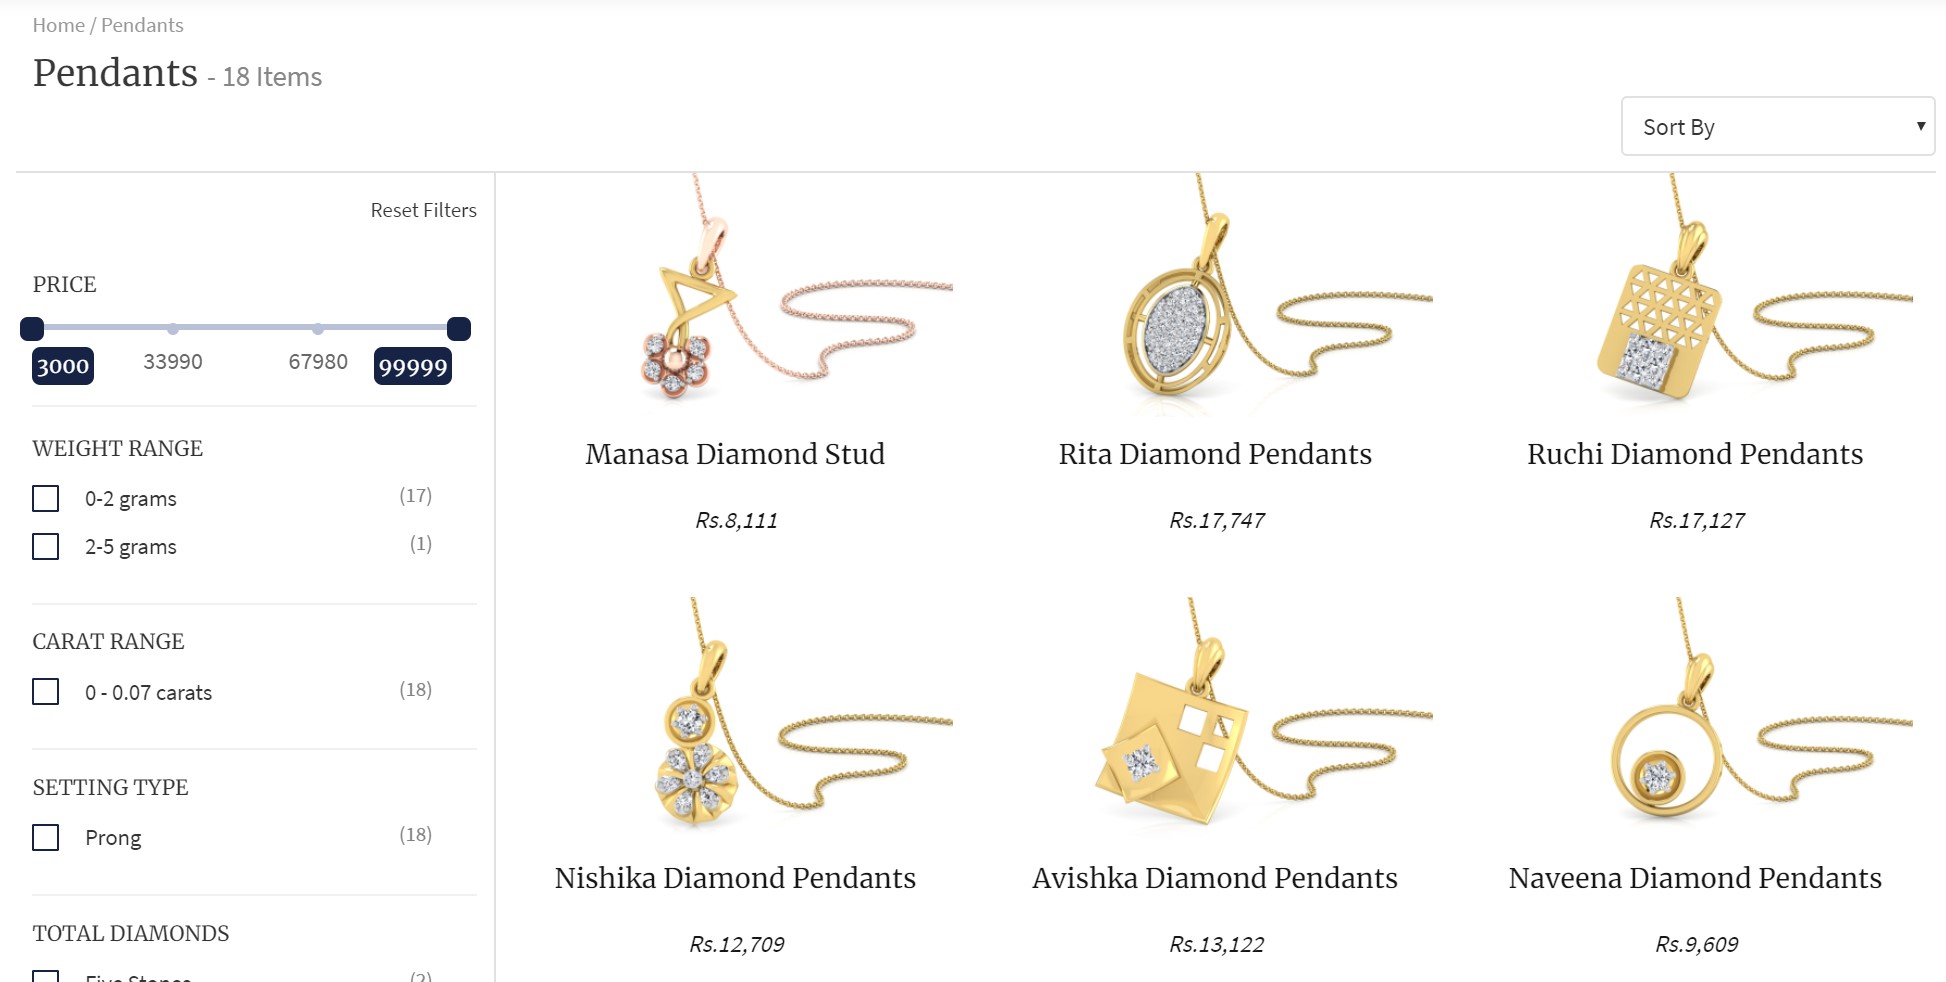 Home / Pendants
Pendants - 18 Items
Sort By
Reset Filters
PRICE
3000 33990 67980 99999
WEIGHT RANGE
0-2 grams (17)
2-5 grams (1)
CARAT RANGE
0 - 0.07 carats (18)
SETTING TYPE
Prong (18)
TOTAL DIAMONDS
Five Stones (2)
Manasa Diamond Stud
Rs.8,111
Rita Diamond Pendants
Rs.17,747
Ruchi Diamond Pendants
Rs.17,127
Nishika Diamond Pendants
Rs.12,709
Avishka Diamond Pendants
Rs.13,122
Naveena Diamond Pendants
Rs.9,609